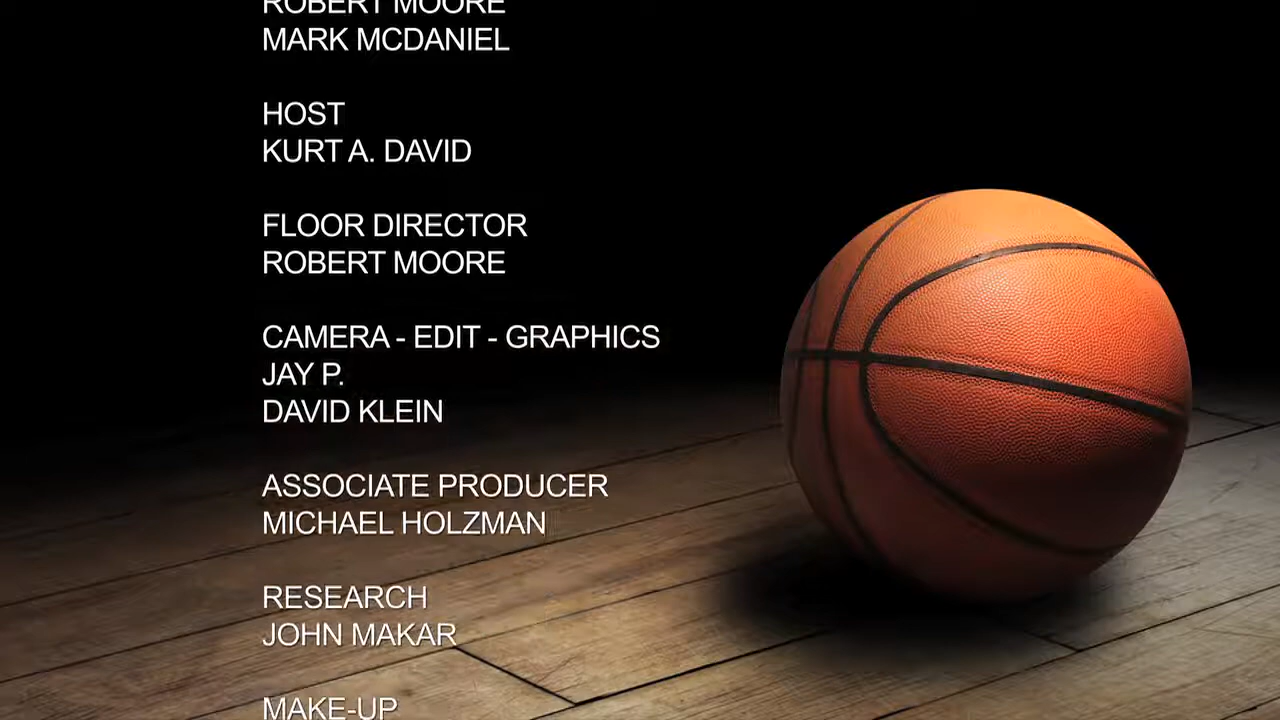 ROBERT MOORE
MARK MCDANIEL
HOST
KURT A. DAVID
FLOOR DIRECTOR
ROBERT MOORE
CAMERA - EDIT - GRAPHICS
JAY P.
DAVID KLEIN
ASSOCIATE PRODUCER
MICHAEL HOLZMAN
RESEARCH
JOHN MAKAR
MAKE-UP